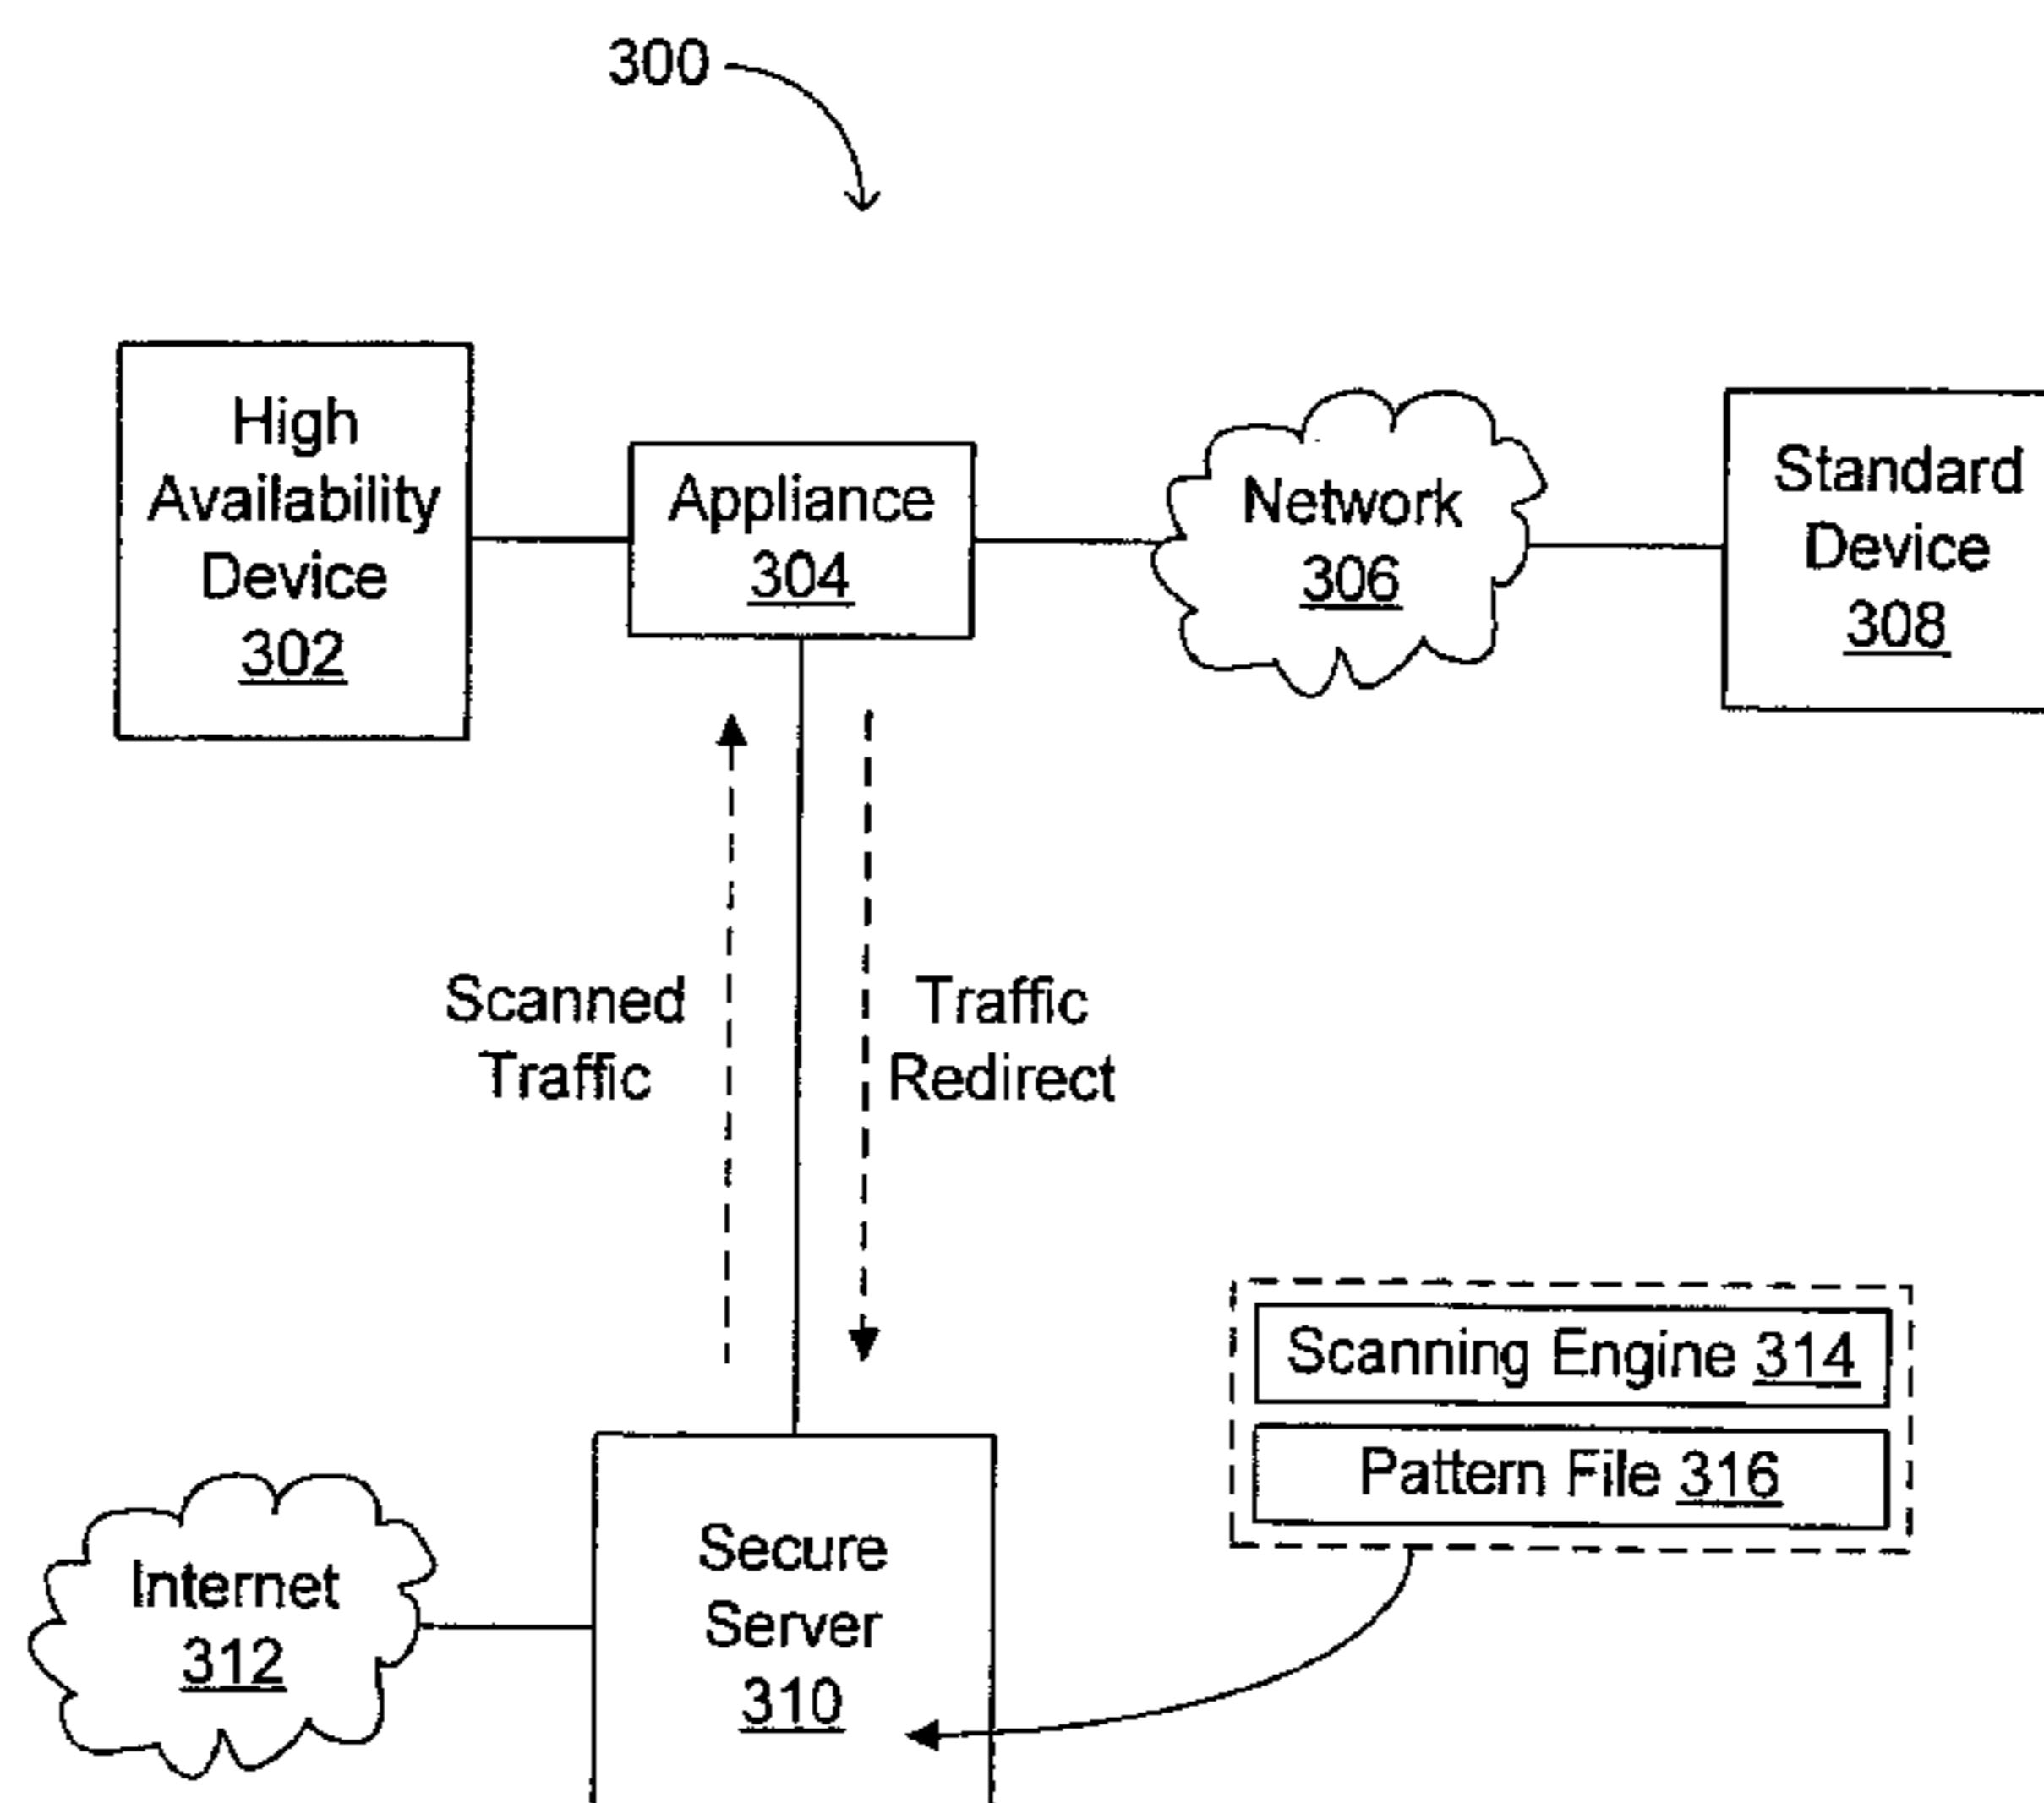 300
High
Availability
Device
302
Appliance
304
Network
306
Standard
Device
308
Scanned
Traffic
Traffic
Redirect
Scanning Engine 314
Pattern File 316
Internet
312
Secure
Server
310